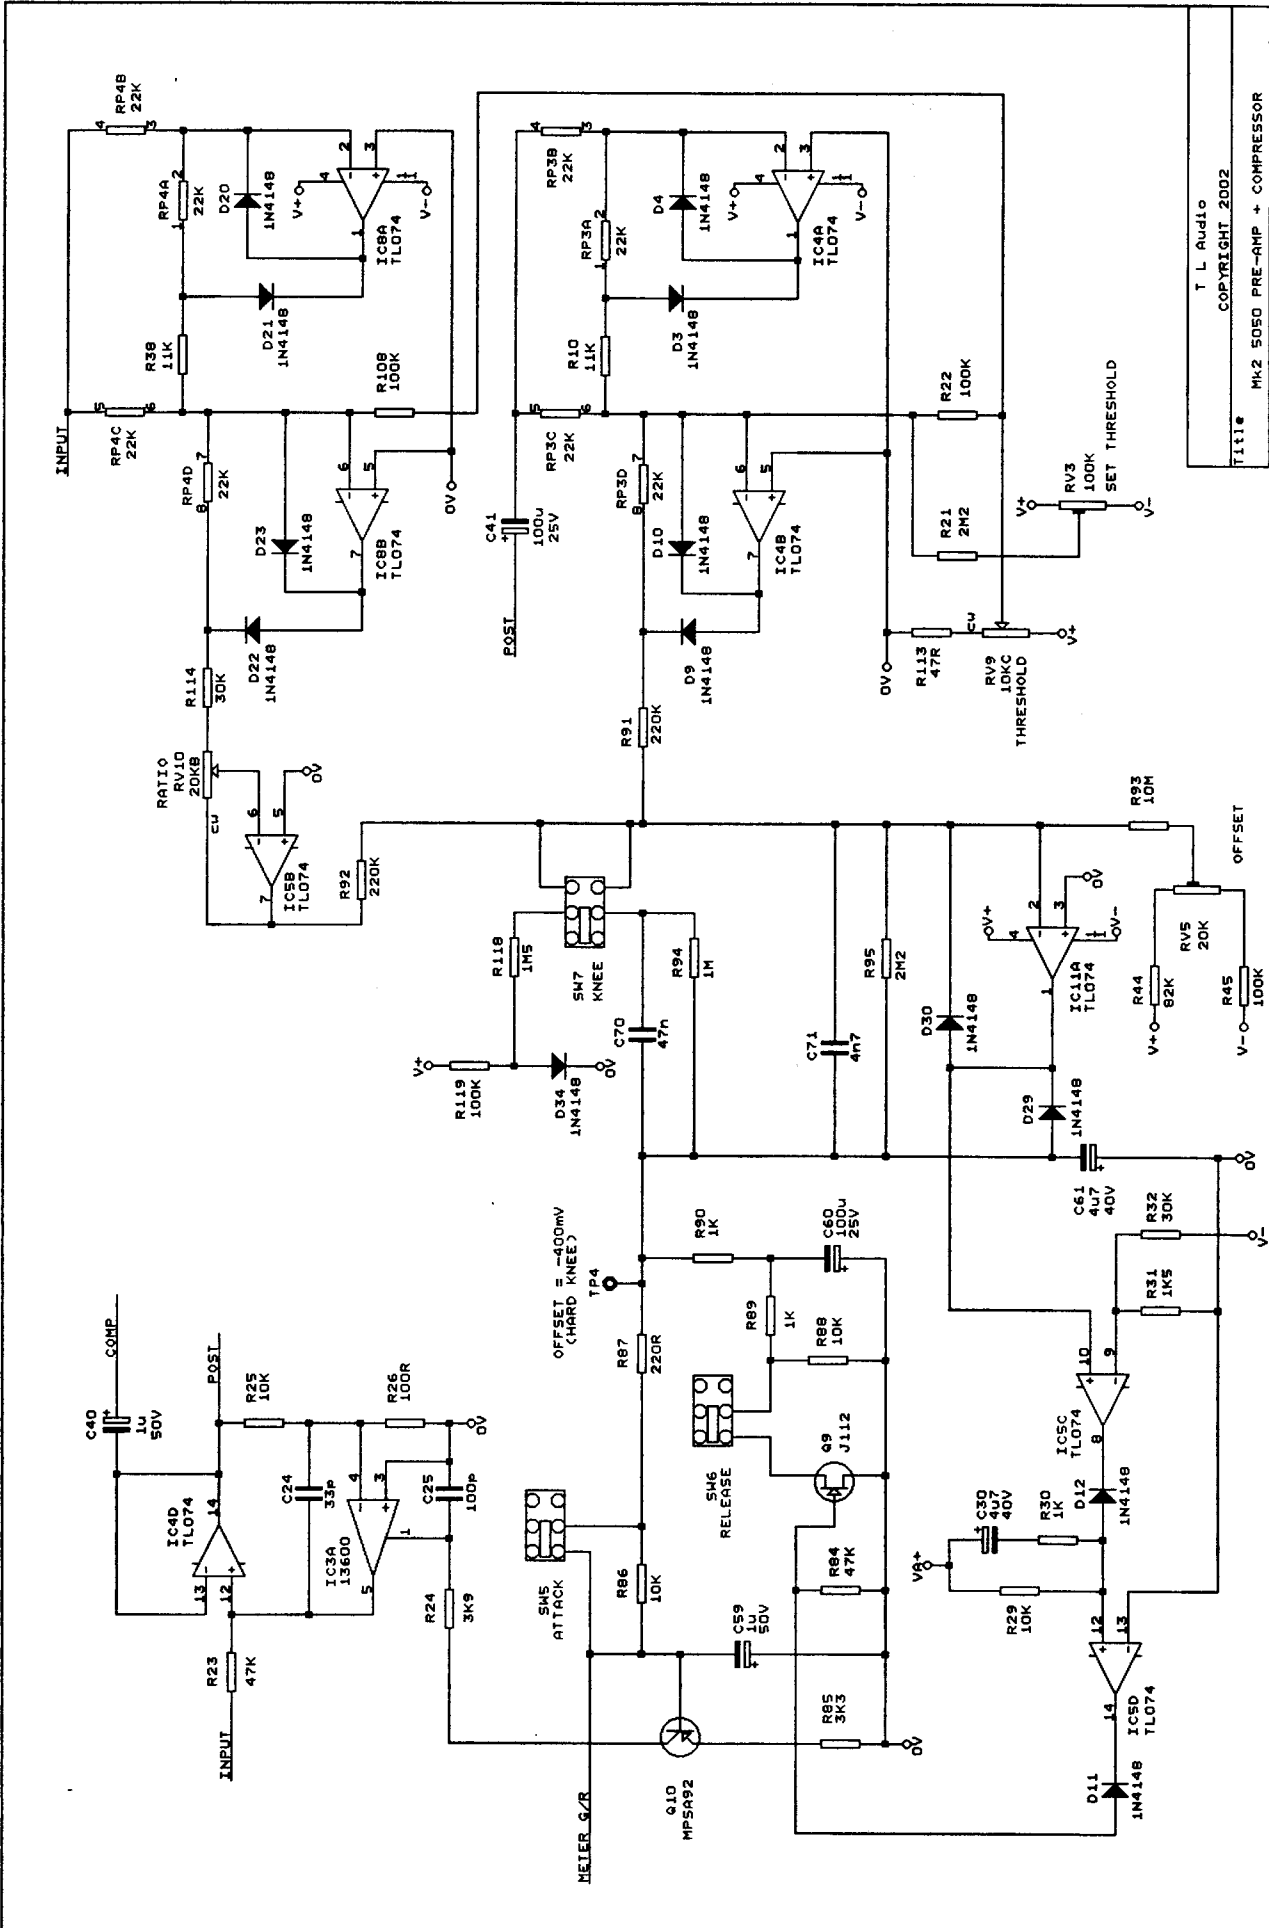 INPUT
RP4B
22K
RP4A
22K
D20
1N4148
V+
V-
IC8A
TL074
D21
1N4148
R38
11K
RP4C
22K
R108
100K
RP4D
22K
D23
1N4148
IC8B
TL074
0V
D22
1N4148
R114
30K
RATIO
RV10
20KB
cw
IC5B
TL074
0V
R92
220K
POST
C41
100u
25V
RP3B
22K
RP3A
22K
D4
1N4148
V+
V-
IC4A
TL074
D3
1N4148
R10
11K
RP3C
22K
R22
100K
RP3D
22K
D10
1N4148
IC4B
TL074
D9
1N4148
R91
220K
0V
R113
47R
cw
RV9
10KC
THRESHOLD
V+
R21
2M2
V+
RV3
100K
SET THRESHOLD
V-
R118
1M5
SW7
KNEE
V+
R119
100K
D34
1N4148
0V
C70
47n
R94
1M
C71
4n7
R95
2M2
D30
1N4148
V+
V-
0V
IC11A
TL074
D29
1N4148
R93
10M
OFFSET
RV5
20K
R44
82K
V+
R45
100K
V-
C61
4u7
40V
0V
R32
30K
V-
R31
1K5
OFFSET = -400mV
(HARD KNEE)
TP4
R90
1K
C60
100u
25V
R89
1K
R88
10K
R87
220R
SW6
RELEASE
Q9
J112
SW5
ATTACK
R86
10K
R84
47K
C59
1u
50V
R85
3K3
0V
Q10
MPSA92
METER G/R
COMP
C40
1u
50V
POST
IC4D
TL074
R25
10K
R26
100R
0V
C24
33p
C25
100p
IC3A
13600
R24
3K9
R23
47K
INPUT
IC5C
TL074
D12
1N4148
C30
4u7
40V
R30
1K
VA+
R29
10K
IC5D
TL074
D11
1N4148
T L Audio
COPYRIGHT 2002
Title
MK2 5050 PRE-AMP + COMPRESSOR